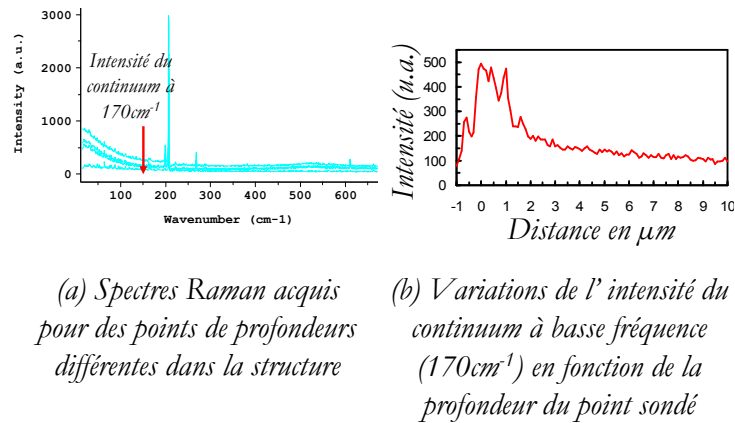 3000
2000
1000
0
Intensity (a.u.)
Intensité du
continuum à
170cm-1
100 200 300 400 500 600
Wavenumber (cm-1)
500
400
300
200
100
0
Intensité (u.a.)
-1 0 1 2 3 4 5 6 7 8 9 10
Distance en µm
(a) Spectres Raman acquis
pour des points de profondeurs
différentes dans la structure
(b) Variations de l' intensité du
continuum à basse fréquence
(170cm-1) en fonction de la
profondeur du point sondé